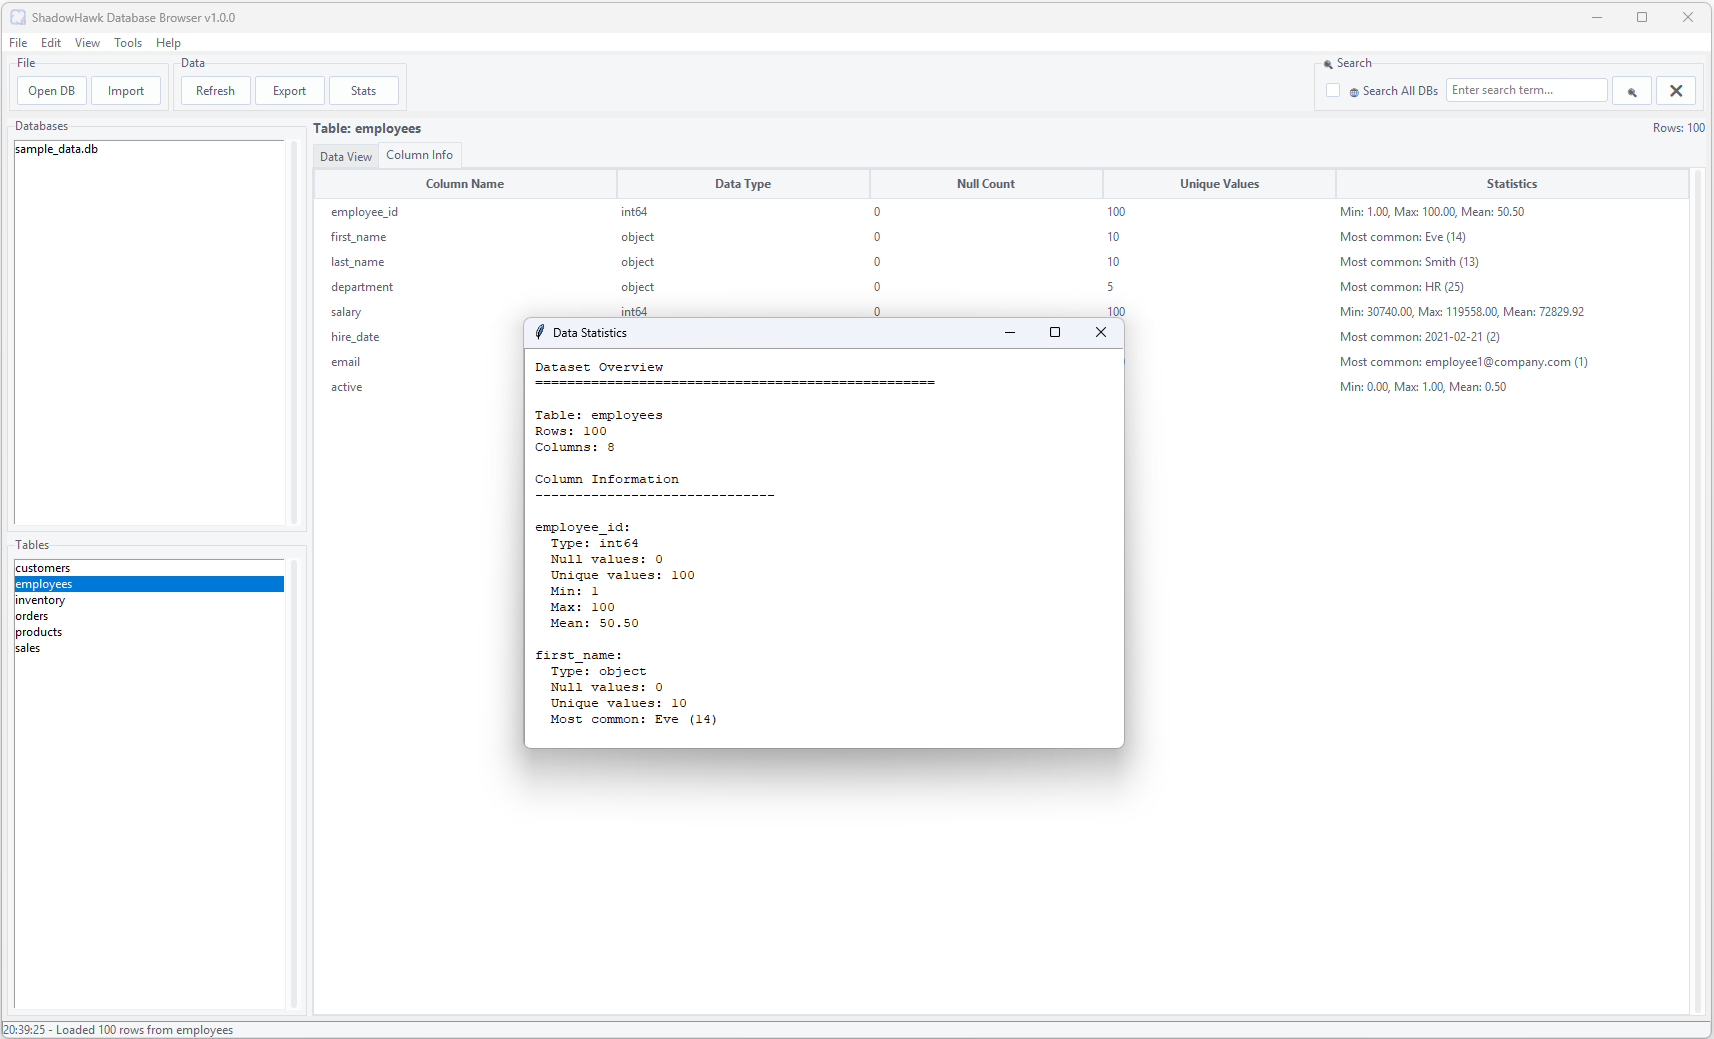 ShadowHawk Database Browser v1.0.0
File Edit View Tools Help
File Data Search
Open DB Import Refresh Export Stats Search All DBs Enter search term...
Databases
sample_data.db
Tables
customers
employees
inventory
orders
products
sales
Table: employees Rows: 100
Data View Column Info
Column Name Data Type Null Count Unique Values Statistics
employee_id int64 0 100 Min: 1.00, Max: 100.00, Mean: 50.50
first_name object 0 10 Most common: Eve (14)
last_name object 0 10 Most common: Smith (13)
department object 0 5 Most common: HR (25)
salary int64 0 100 Min: 30740.00, Max: 119558.00, Mean: 72829.92
hire_date Most common: 2021-02-21 (2)
email Most common: employee1@company.com (1)
active Min: 0.00, Max: 1.00, Mean: 0.50
Data Statistics
Dataset Overview
==================================================
Table: employees
Rows: 100
Columns: 8
Column Information
------------------------------
employee_id:
Type: int64
Null values: 0
Unique values: 100
Min: 1
Max: 100
Mean: 50.50
first_name:
Type: object
Null values: 0
Unique values: 10
Most common: Eve (14)
20:39:25 - Loaded 100 rows from employees